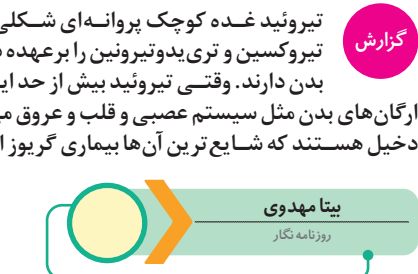 گزارش
تیروئید غده کوچک پروانه‌ای شکلی
تیروکسین و تری‌یدوتیرونین را برعهده
بدن دارند. وقتی تیروئید بیش از حد
ارگان‌های بدن مثل سیستم عصبی و قلب و عروق
دخیل هستند که شایع‌ترین آن‌ها بیماری گریوز
بیتا مهدوی
روزنامه نگار